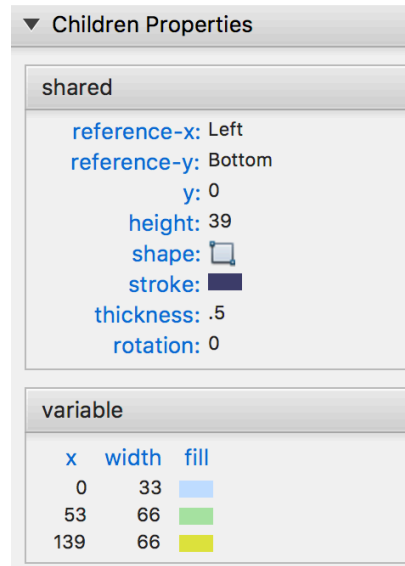 Children Properties
shared
reference-x: Left
reference-y: Bottom
y: 0
height: 39
shape:
stroke:
thickness: .5
rotation: 0
variable
x width fill
0 33
53 66
139 66